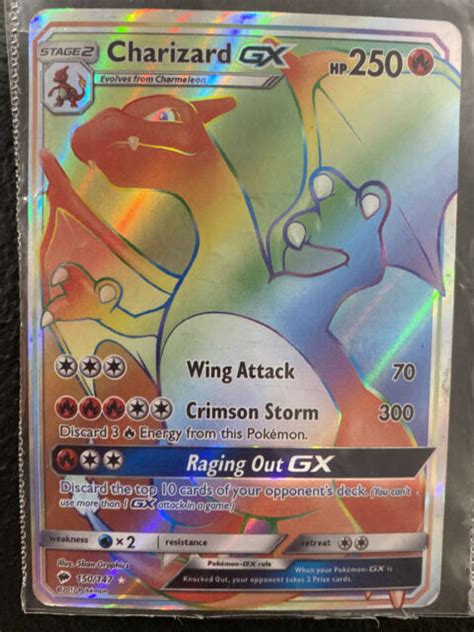 STAGE2 Charizard GX HP250
Evolves from Charmeleon
Wing Attack 70
Crimson Storm 300
Discard 3 Energy from this Pokémon.
Raging Out GX
Discard the top 10 cards of your opponent's deck. (You can't
use more than 1 GX attack in a game.)
weakness ×2 resistance retreat
Illus. 5ban Graphics Pokémon-GX rule When your Pokémon-GX is
150/147 Knocked Out, your opponent takes 2 Prize cards.
©2017 Pokémon